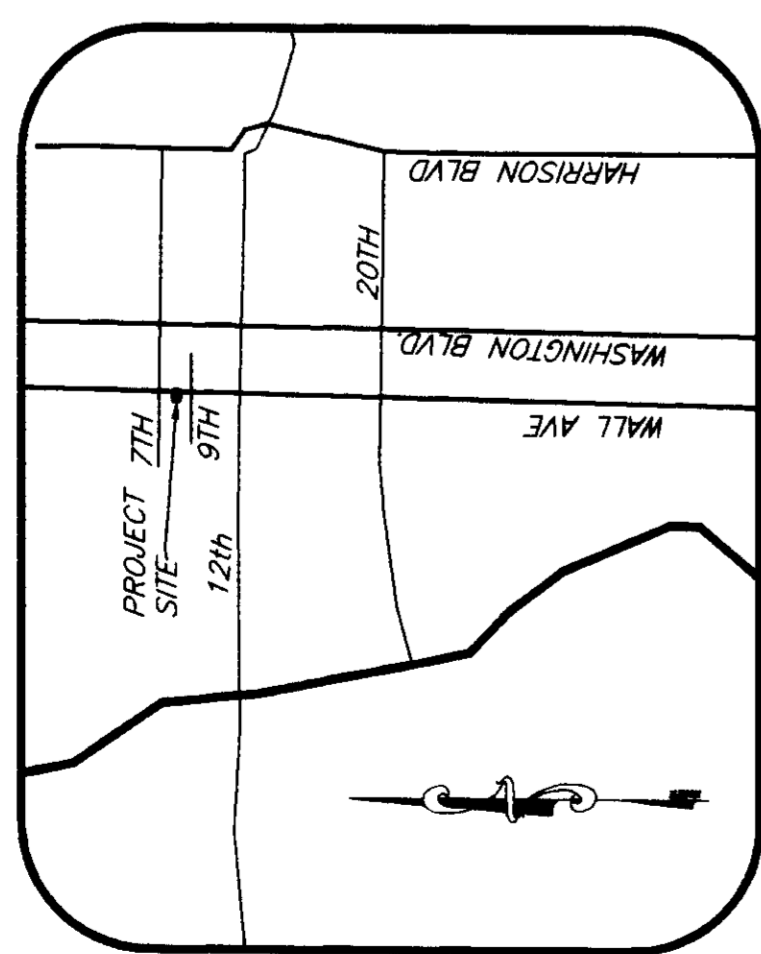 HARRISON BLVD
20TH
WASHINGTON BLVD.
WALL AVE
7TH
9TH
PROJECT
SITE
12th
N